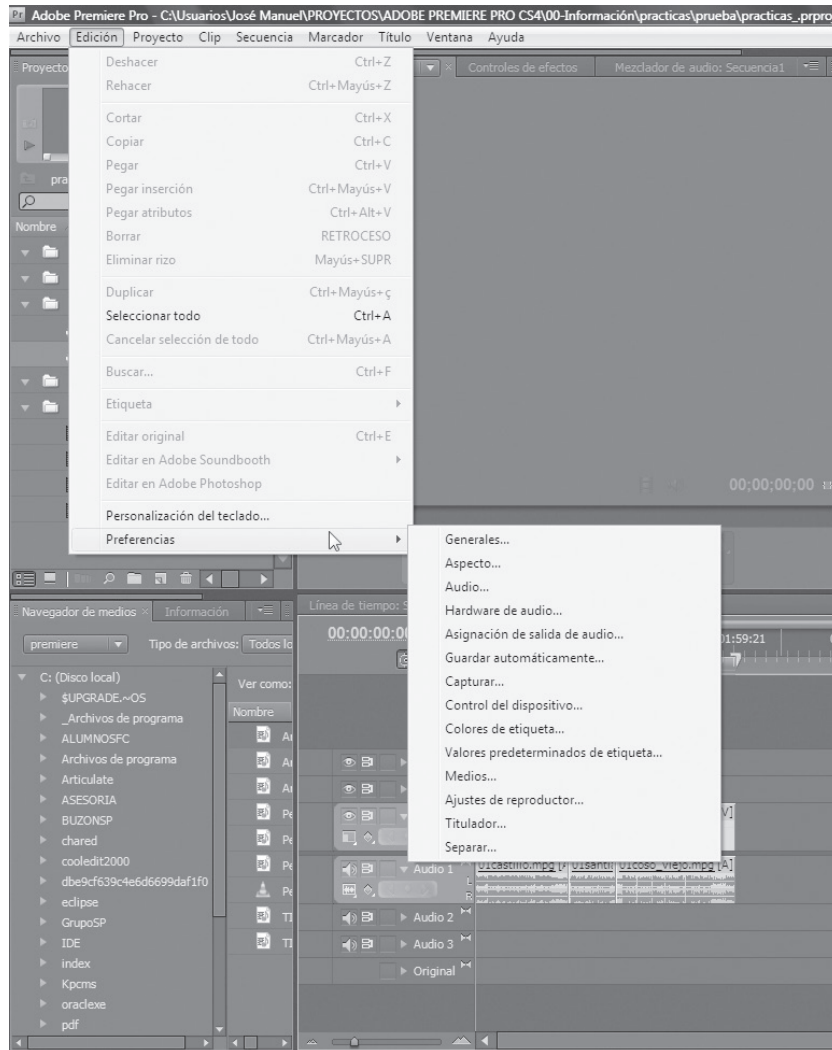 Adobe Premiere Pro - C:\Usuarios\José Manuel\PROYECTOS\ADOBE PREMIERE PRO CS4\00-Información\practicas\prueba\practicas_.prpro
Archivo Edición Proyecto Clip Secuencia Marcador Título Ventana Ayuda
Proyecto
Controles de efectos
Mezclador de audio: Secuencia1
Deshacer Ctrl+Z
Rehacer Ctrl+Mayús+Z
Cortar Ctrl+X
Copiar Ctrl+C
Pegar Ctrl+V
Pegar inserción Ctrl+Mayús+V
Pegar atributos Ctrl+Alt+V
Borrar RETROCESO
Eliminar rizo Mayús+SUPR
Duplicar Ctrl+Mayús+ç
Seleccionar todo Ctrl+A
Cancelar selección de todo Ctrl+Mayús+A
Buscar... Ctrl+F
Etiqueta
Editar original Ctrl+E
Editar en Adobe Soundbooth
Editar en Adobe Photoshop
Personalización del teclado...
Preferencias
Generales...
Aspecto...
Audio...
Hardware de audio...
Asignación de salida de audio...
Guardar automáticamente...
Capturar...
Control del dispositivo...
Colores de etiqueta...
Valores predeterminados de etiqueta...
Medios...
Ajustes de reproductor...
Titulador...
Separar...
pra
Nombre
00;00;00;00
Navegador de medios Información
premiere Tipo de archivos: Todos lo
C: (Disco local)
$UPGRADE.~OS
_Archivos de programa
ALUMNOSFC
Archivos de programa
Articulate
ASESORIA
BUZONSP
chared
cooledit2000
dbe9cf639c4e6d6699daf1f0
eclipse
GrupoSP
IDE
index
Kpcms
oraclexe
pdf
Ver como:
Nombre
Línea de tiempo: S
00:00:00:0
01:59:21
V]
Audio 1
01castillo.mpg [A 01santi 01coso_viejo.mpg [A]
L
R
Audio 2
Audio 3
Original